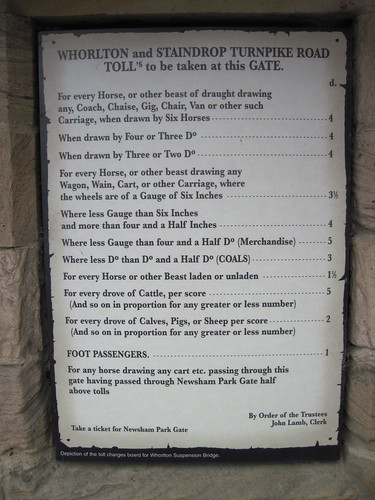 WHORLTON and STAINDROP TURNPIKE ROAD
TOLL'S to be taken at this GATE.
d.
For every Horse, or other beast of draught drawing
any, Coach, Chaise, Gig, Chair, Van or other such
Carriage, when drawn by Six Horses ---------------------------- 4
When drawn by Four or Three Do ------------------------------ 4
When drawn by Three or Two Do ------------------------------ 4
For every Horse, or other beast drawing any
Wagon, Wain, Cart, or other Carriage, where
the wheels are of a Gauge of Six Inches ------------------------ 3½
Where less Gauge than Six Inches
and more than four and a Half Inches -------------------------- 4
Where less Gauge than four and a Half Do (Merchandise) ------- 5
Where less Do than Do and a Half Do (COALS) ---------------- 3
For every Horse or other Beast laden or unladen --------------- 1½
For every drove of Cattle, per score ---------------------------- 5
(And so on in proportion for any greater or less number)
For every drove of Calves, Pigs, or Sheep per score ------------- 2
(And so on in proportion for any greater or less number)
FOOT PASSENGERS. ---------------------------------------- 1
For any horse drawing any cart etc. passing through this
gate having passed through Newsham Park Gate half
above tolls
By Order of the Trustees
John Lamb, Clerk
Take a ticket for Newsham Park Gate
Depiction of the toll charges board for Whorlton Suspension Bridge.